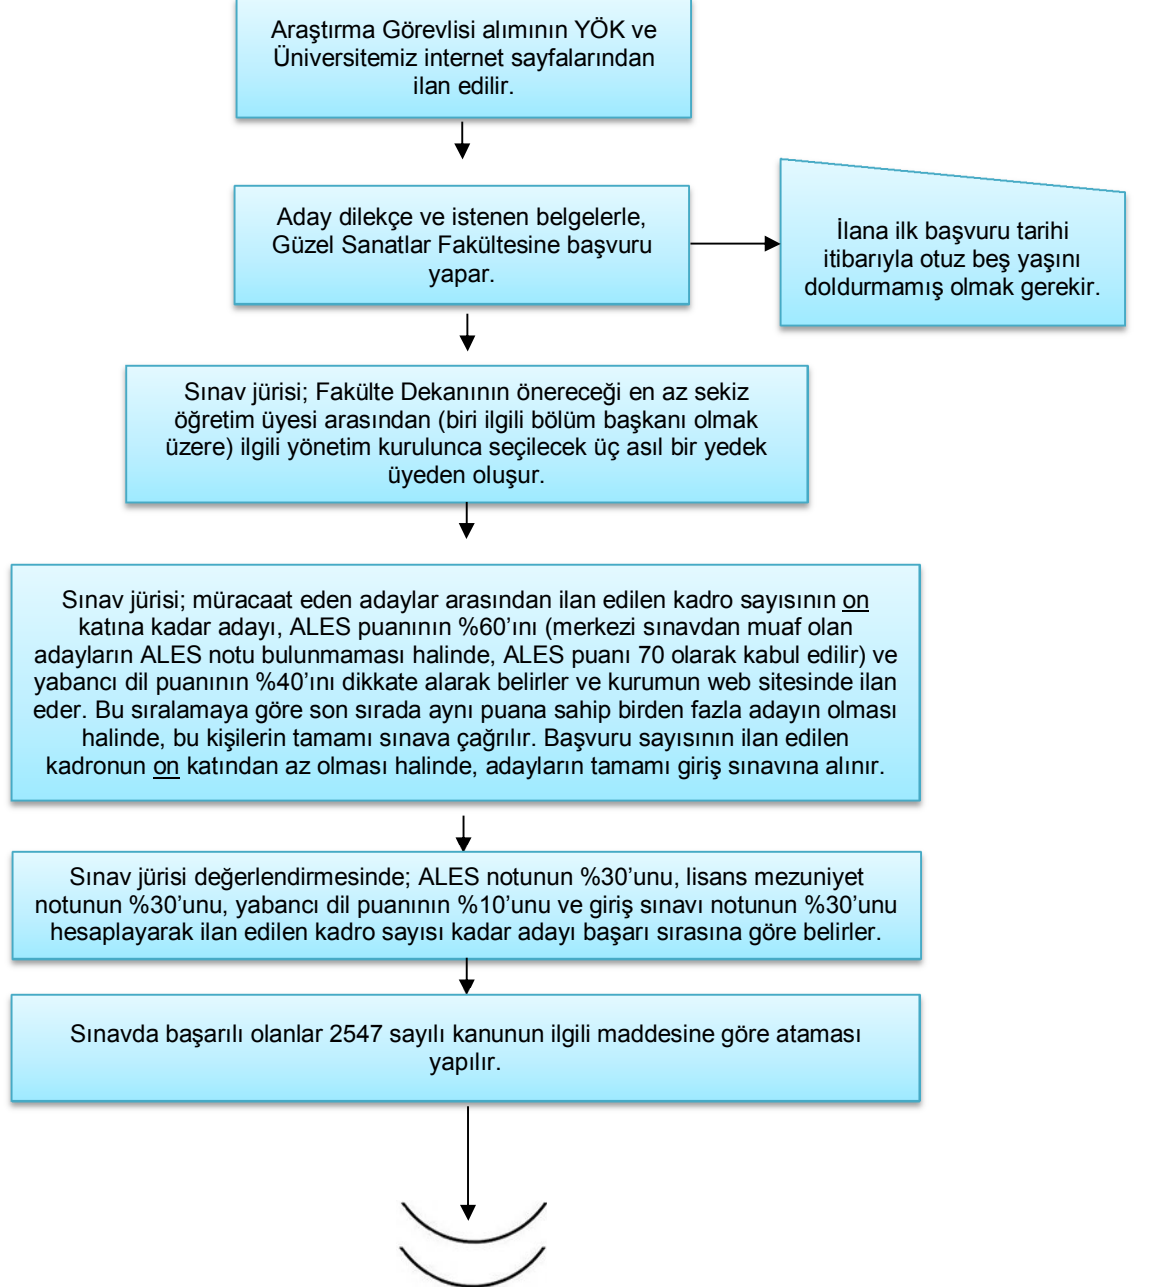 Araştırma Görevlisi alımının YÖK ve
Üniversitemiz internet sayfalarından
ilan edilir.
Aday dilekçe ve istenen belgelerle,
Güzel Sanatlar Fakültesine başvuru
yapar.
İlana ilk başvuru tarihi
itibarıyla otuz beş yaşını
doldurmamış olmak gerekir.
Sınav jürisi; Fakülte Dekanının önereceği en az sekiz
öğretim üyesi arasından (biri ilgili bölüm başkanı olmak
üzere) ilgili yönetim kurulunca seçilecek üç asıl bir yedek
üyeden oluşur.
Sınav jürisi; müracaat eden adaylar arasından ilan edilen kadro sayısının on
katına kadar adayı, ALES puanının %60’ını (merkezi sınavdan muaf olan
adayların ALES notu bulunmaması halinde, ALES puanı 70 olarak kabul edilir) ve
yabancı dil puanının %40’ını dikkate alarak belirler ve kurumun web sitesinde ilan
eder. Bu sıralamaya göre son sırada aynı puana sahip birden fazla adayın olması
halinde, bu kişilerin tamamı sınava çağrılır. Başvuru sayısının ilan edilen
kadronun on katından az olması halinde, adayların tamamı giriş sınavına alınır.
Sınav jürisi değerlendirmesinde; ALES notunun %30’unu, lisans mezuniyet
notunun %30’unu, yabancı dil puanının %10’unu ve giriş sınavı notunun %30’unu
hesaplayarak ilan edilen kadro sayısı kadar adayı başarı sırasına göre belirler.
Sınavda başarılı olanlar 2547 sayılı kanunun ilgili maddesine göre ataması
yapılır.